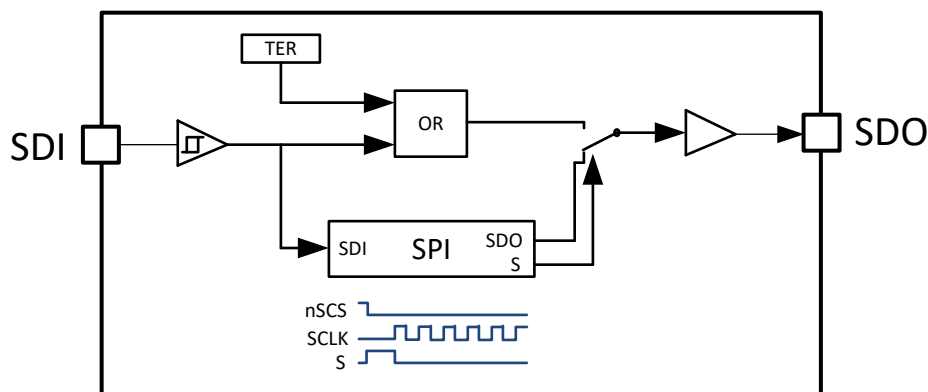 TER
OR
SDI
SDO
SDI
SPI
SDO
S
nSCS
SCLK
S